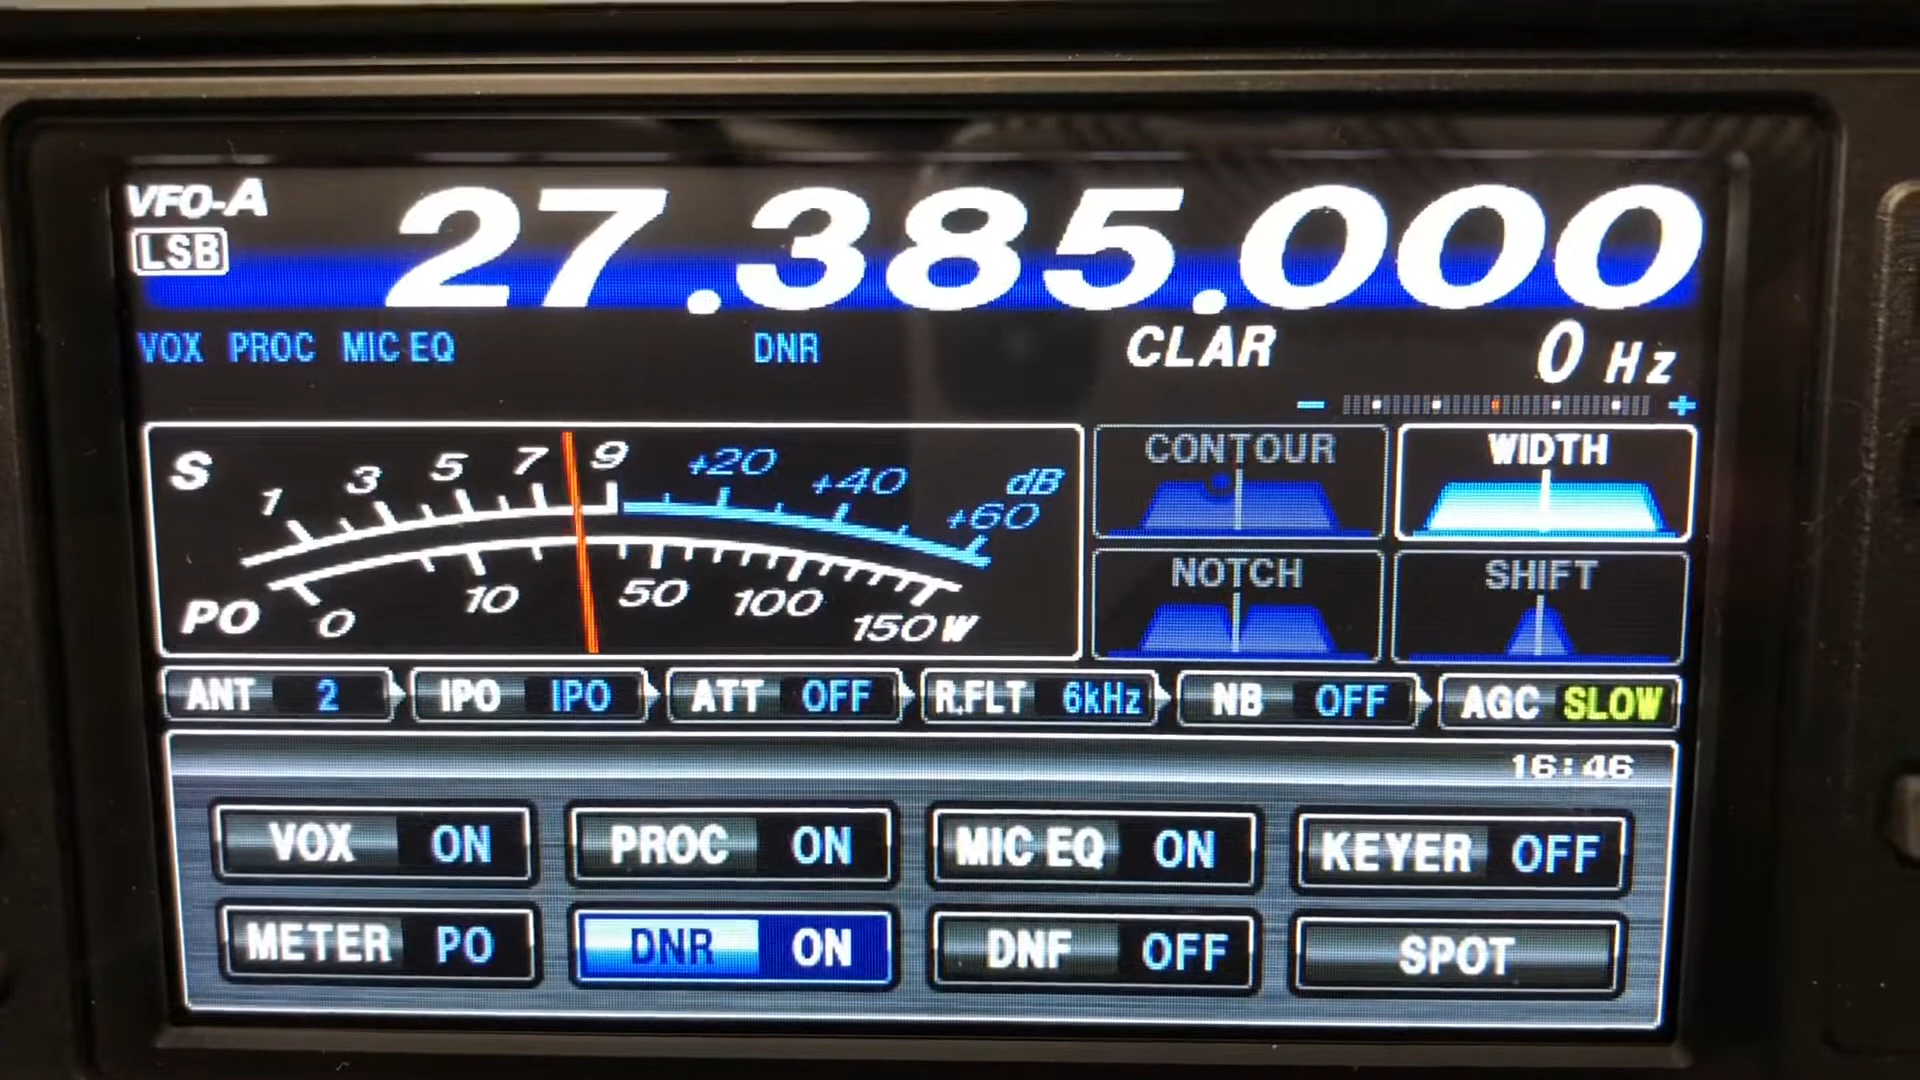 VFO-A 27.385.000
LSB
VOX PROC MIC EQ DNR CLAR 0 Hz
− +
S 1 3 5 7 9 +20 +40 +60 dB
PO 0 10 50 100 150 W
CONTOUR WIDTH
NOTCH SHIFT
ANT 2 IPO IPO ATT OFF R.FLT 6kHz NB OFF AGC SLOW
16:46
VOX ON PROC ON MIC EQ ON KEYER OFF
METER PO DNR ON DNF OFF SPOT